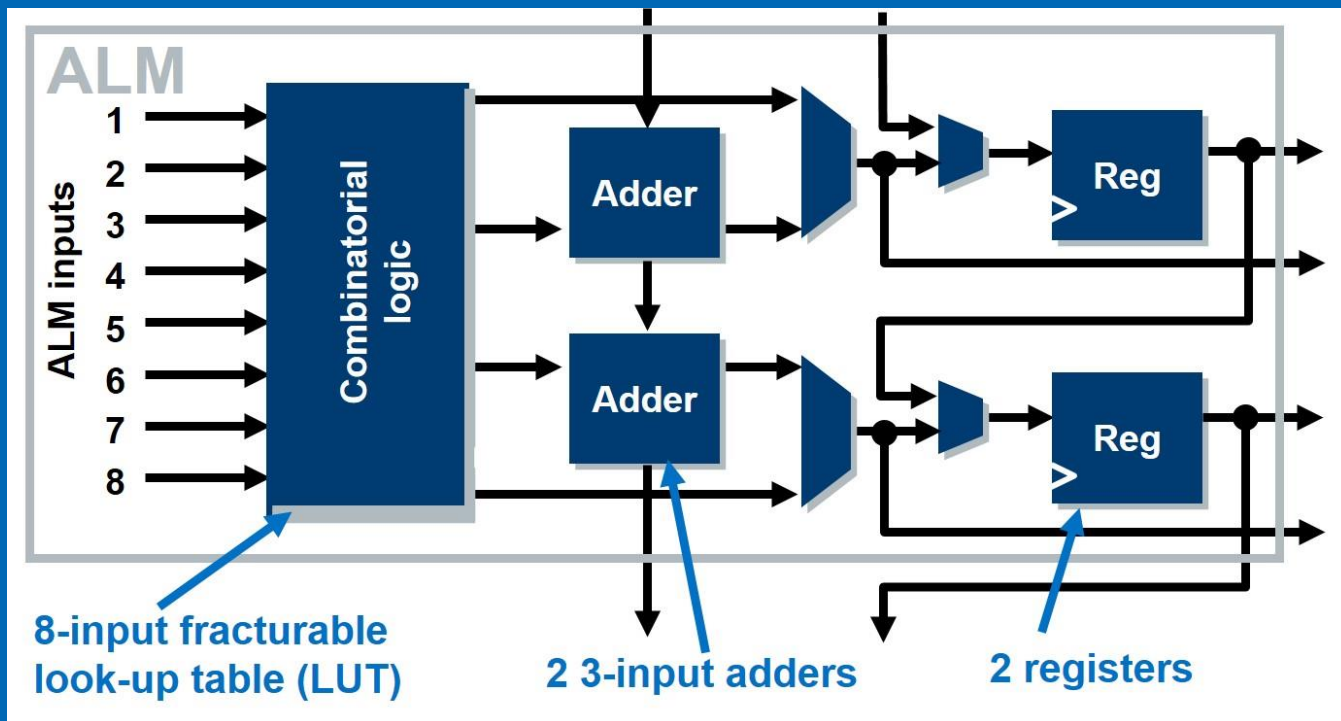 ALM
ALM inputs
1
2
3
4
5
6
7
8
Combinatorial
logic
Adder
Adder
Reg
Reg
8-input fracturable
look-up table (LUT)
2 3-input adders
2 registers